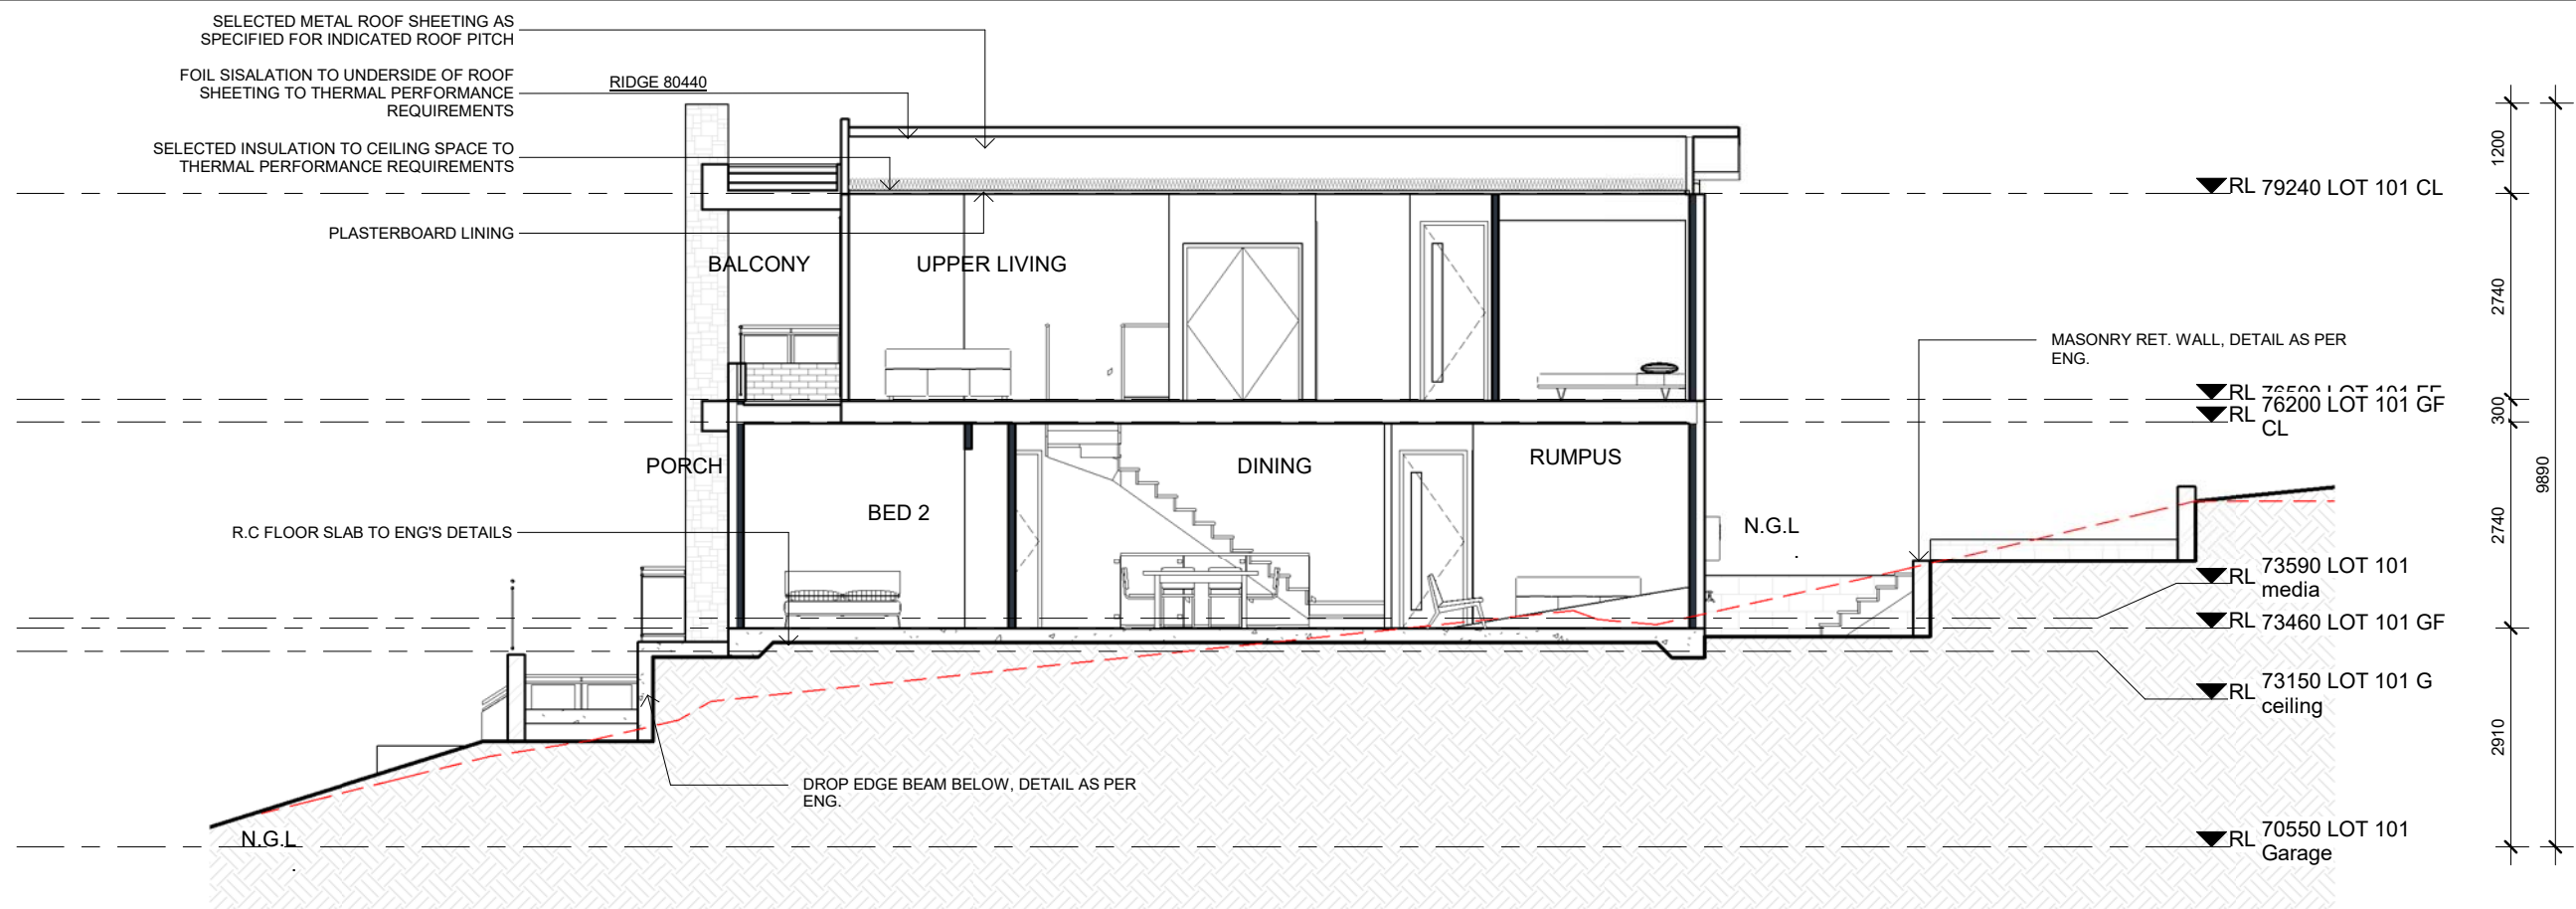 SELECTED METAL ROOF SHEETING AS
SPECIFIED FOR INDICATED ROOF PITCH
FOIL SISALATION TO UNDERSIDE OF ROOF
SHEETING TO THERMAL PERFORMANCE
REQUIREMENTS
RIDGE 80440
SELECTED INSULATION TO CEILING SPACE TO
THERMAL PERFORMANCE REQUIREMENTS
PLASTERBOARD LINING
BALCONY
UPPER LIVING
PORCH
BED 2
DINING
RUMPUS
R.C FLOOR SLAB TO ENG'S DETAILS
DROP EDGE BEAM BELOW, DETAIL AS PER
ENG.
N.G.L
.
N.G.L
.
MASONRY RET. WALL, DETAIL AS PER
ENG.
RL 79240 LOT 101 CL
RL 76500 LOT 101 FF
RL 76200 LOT 101 GF
CL
RL 73590 LOT 101
media
RL 73460 LOT 101 GF
RL 73150 LOT 101 G
ceiling
RL 70550 LOT 101
Garage
1200
2740
300
2740
2910
9890